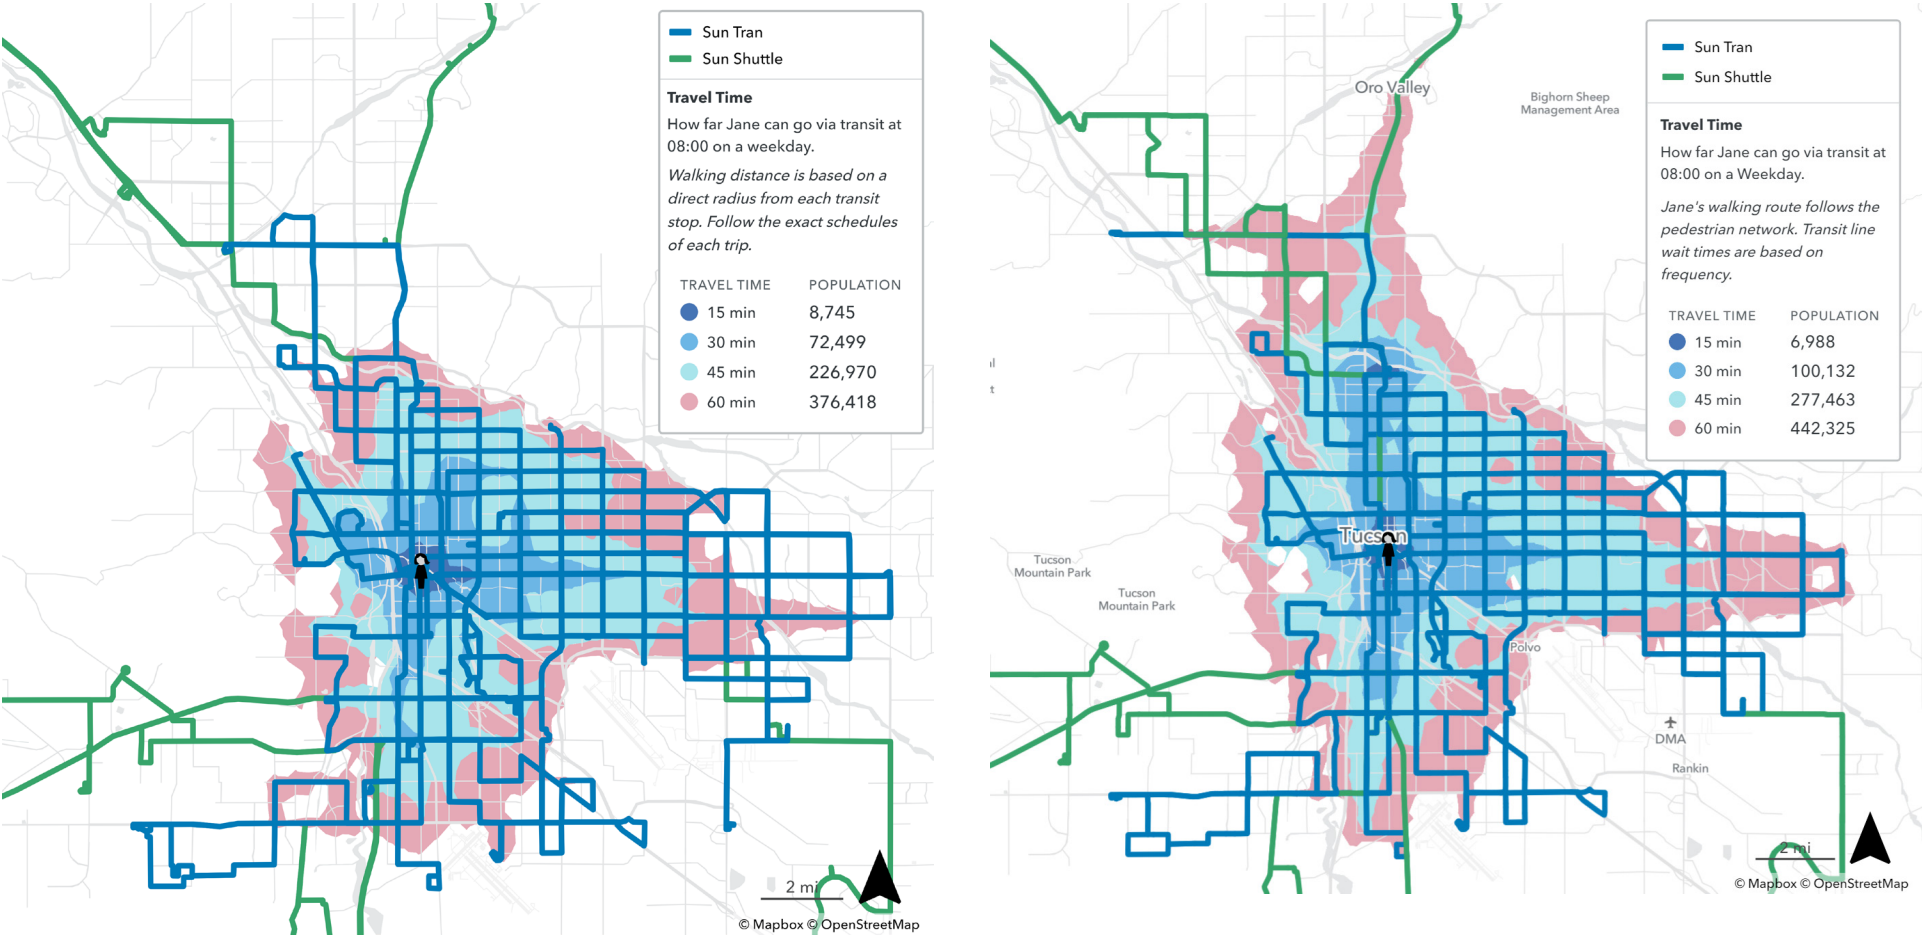 Sun Tran
Sun Shuttle
Travel Time
How far Jane can go via transit at
08:00 on a weekday.
Walking distance is based on a
direct radius from each transit
stop. Follow the exact schedules
of each trip.
TRAVEL TIME POPULATION
15 min 8,745
30 min 72,499
45 min 226,970
60 min 376,418
2 mi
© Mapbox © OpenStreetMap
Sun Tran
Sun Shuttle
Travel Time
How far Jane can go via transit at
08:00 on a Weekday.
Jane's walking route follows the
pedestrian network. Transit line
wait times are based on
frequency.
TRAVEL TIME POPULATION
15 min 6,988
30 min 100,132
45 min 277,463
60 min 442,325
Oro Valley
Bighorn Sheep
Management Area
Tucson
Tucson
Mountain Park
Tucson
Mountain Park
Polvo
DMA
Rankin
2 mi
© Mapbox © OpenStreetMap